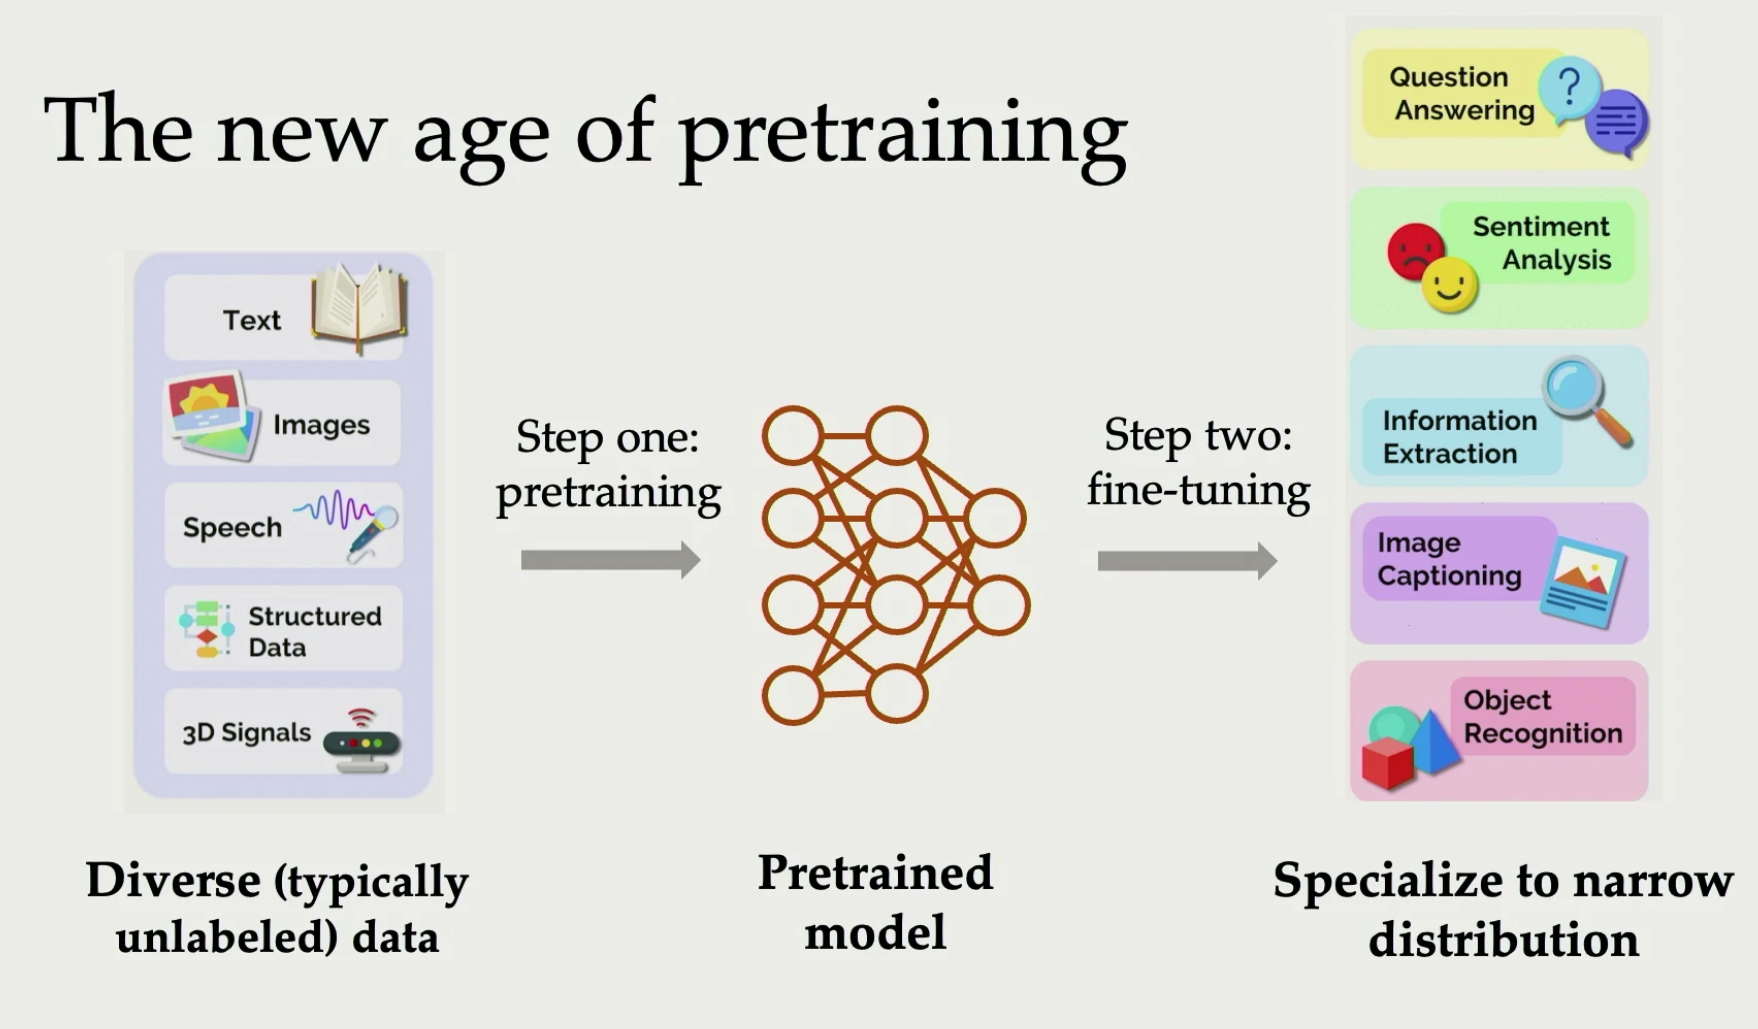 The new age of pretraining
Text
Images
Speech
Structured
Data
3D Signals
Diverse (typically
unlabeled) data
Step one:
pretraining
Pretrained
model
Step two:
fine-tuning
Question
Answering
?
Sentiment
Analysis
Information
Extraction
Image
Captioning
Object
Recognition
Specialize to narrow
distribution